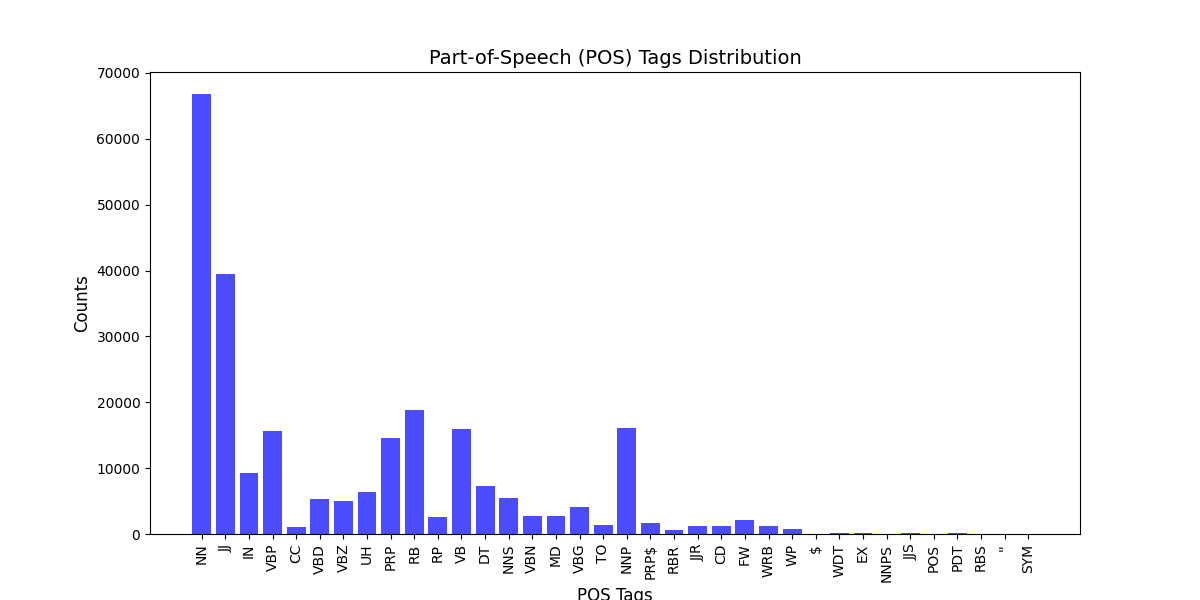 Part-of-Speech (POS) Tags Distribution
70000
60000
50000
40000
30000
20000
10000
0
Counts
NN JJ IN VBP CC VBD VBZ UH PRP RB RP VB DT NNS VBN MD VBG TO NNP PRP$ RBR JJR CD FW WRB WP $ WDT EX NNPS JJS POS PDT RBS " SYM
POS Tags